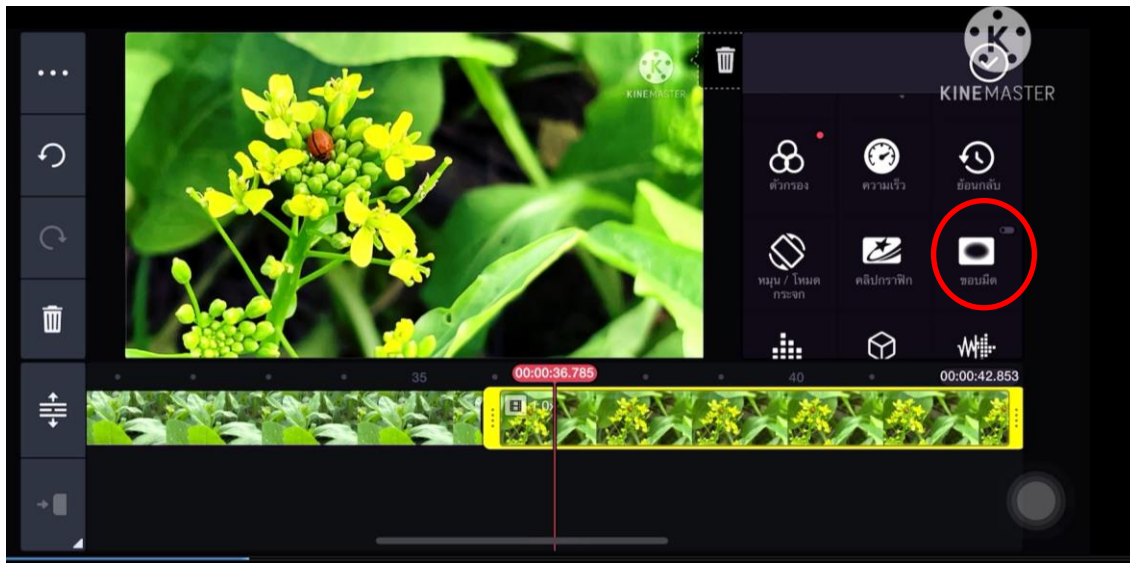 KINEMASTER
KINEMASTER
ตัวกรอง
ความเร็ว
ย้อนกลับ
หมุน / โหมด
กระจก
คลิปกราฟิก
ขอบมืด
35
00:00:36.785
40
00:00:42.853
1.0x